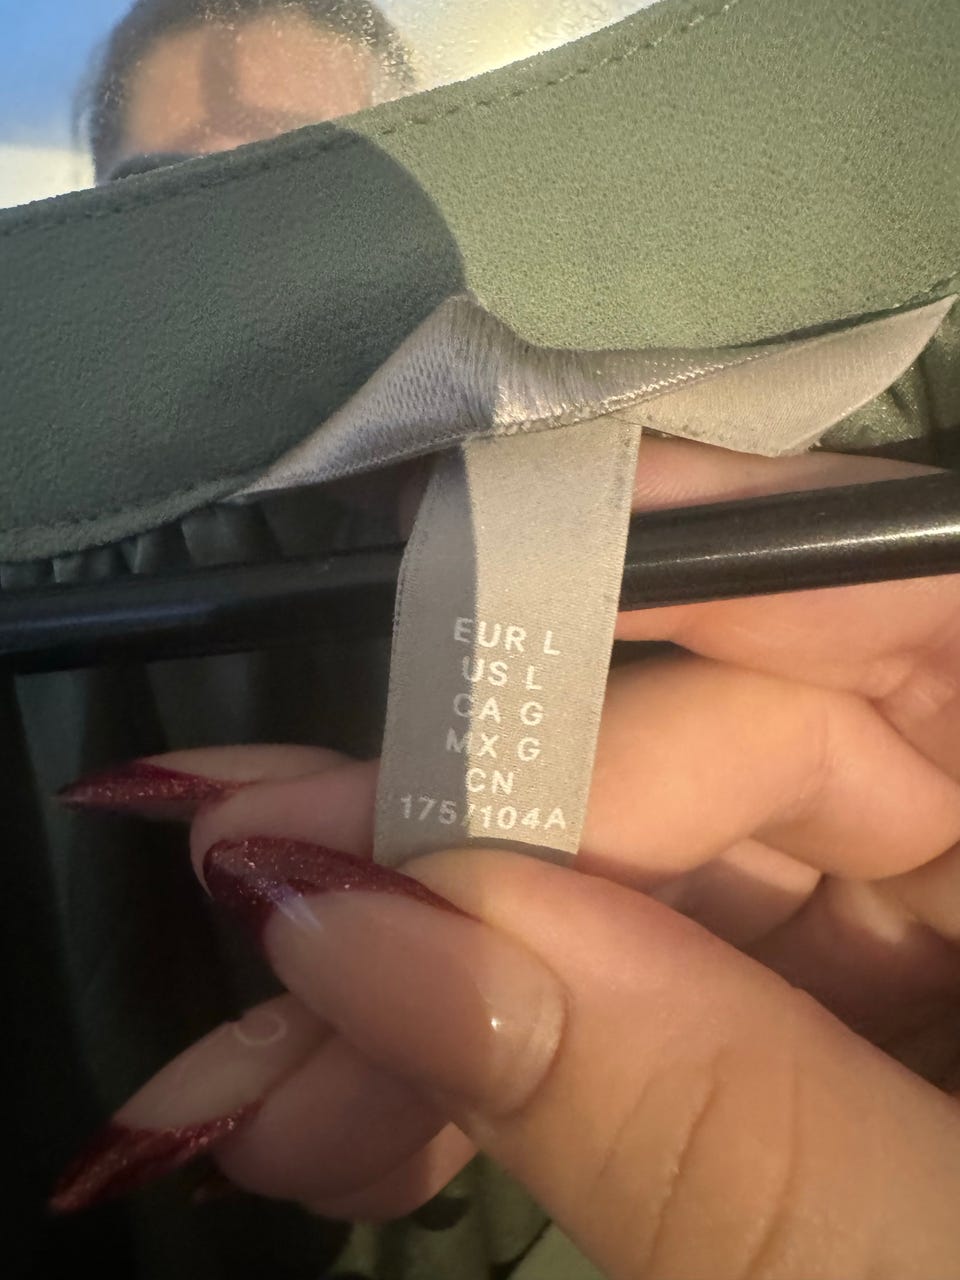 EUR L
US L
CA G
MX G
CN
175/104A